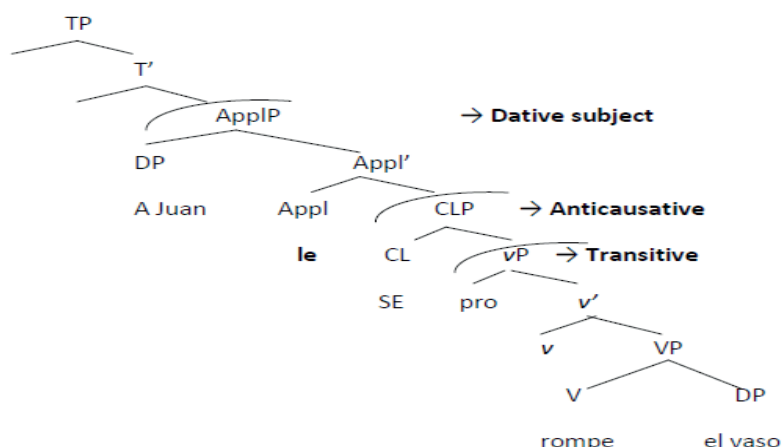 TP
T’
ApplP → Dative subject
DP Appl’
A Juan Appl CLP → Anticausative
le CL vP → Transitive
SE pro v’
v VP
V DP
rompe el vaso